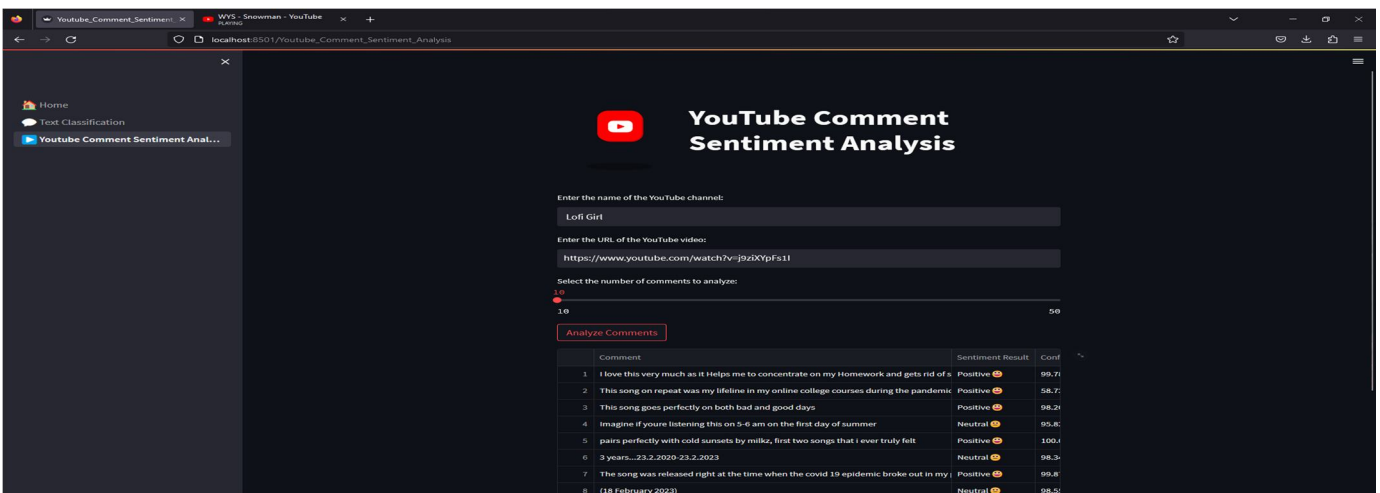 Youtube_Comment_Sentiment
WYS - Snowman - YouTube
PLAYING
localhost:8501/Youtube_Comment_Sentiment_Analysis
Home
Text Classification
Youtube Comment Sentiment Anal...
YouTube Comment
Sentiment Analysis
Enter the name of the YouTube channel:
Lofi Girl
Enter the URL of the YouTube video:
https://www.youtube.com/watch?v=j9ziXYpFs1I
Select the number of comments to analyze:
10
10 50
Analyze Comments
Comment Sentiment Result Conf
1 I love this very much as it Helps me to concentrate on my Homework and gets rid of s Positive 😀 99.78
2 This song on repeat was my lifeline in my online college courses during the pandemic Positive 😀 58.7
3 This song goes perfectly on both bad and good days Positive 😀 98.2
4 Imagine if youre listening this on 5-6 am on the first day of summer Neutral 😐 95.8
5 pairs perfectly with cold sunsets by milkz, first two songs that i ever truly felt Positive 😀 100.
6 3 years...23.2.2020-23.2.2023 Neutral 😐 98.3
7 The song was released right at the time when the covid 19 epidemic broke out in my Positive 😀 99.8
8 (18 February 2023) Neutral 😐 98.5